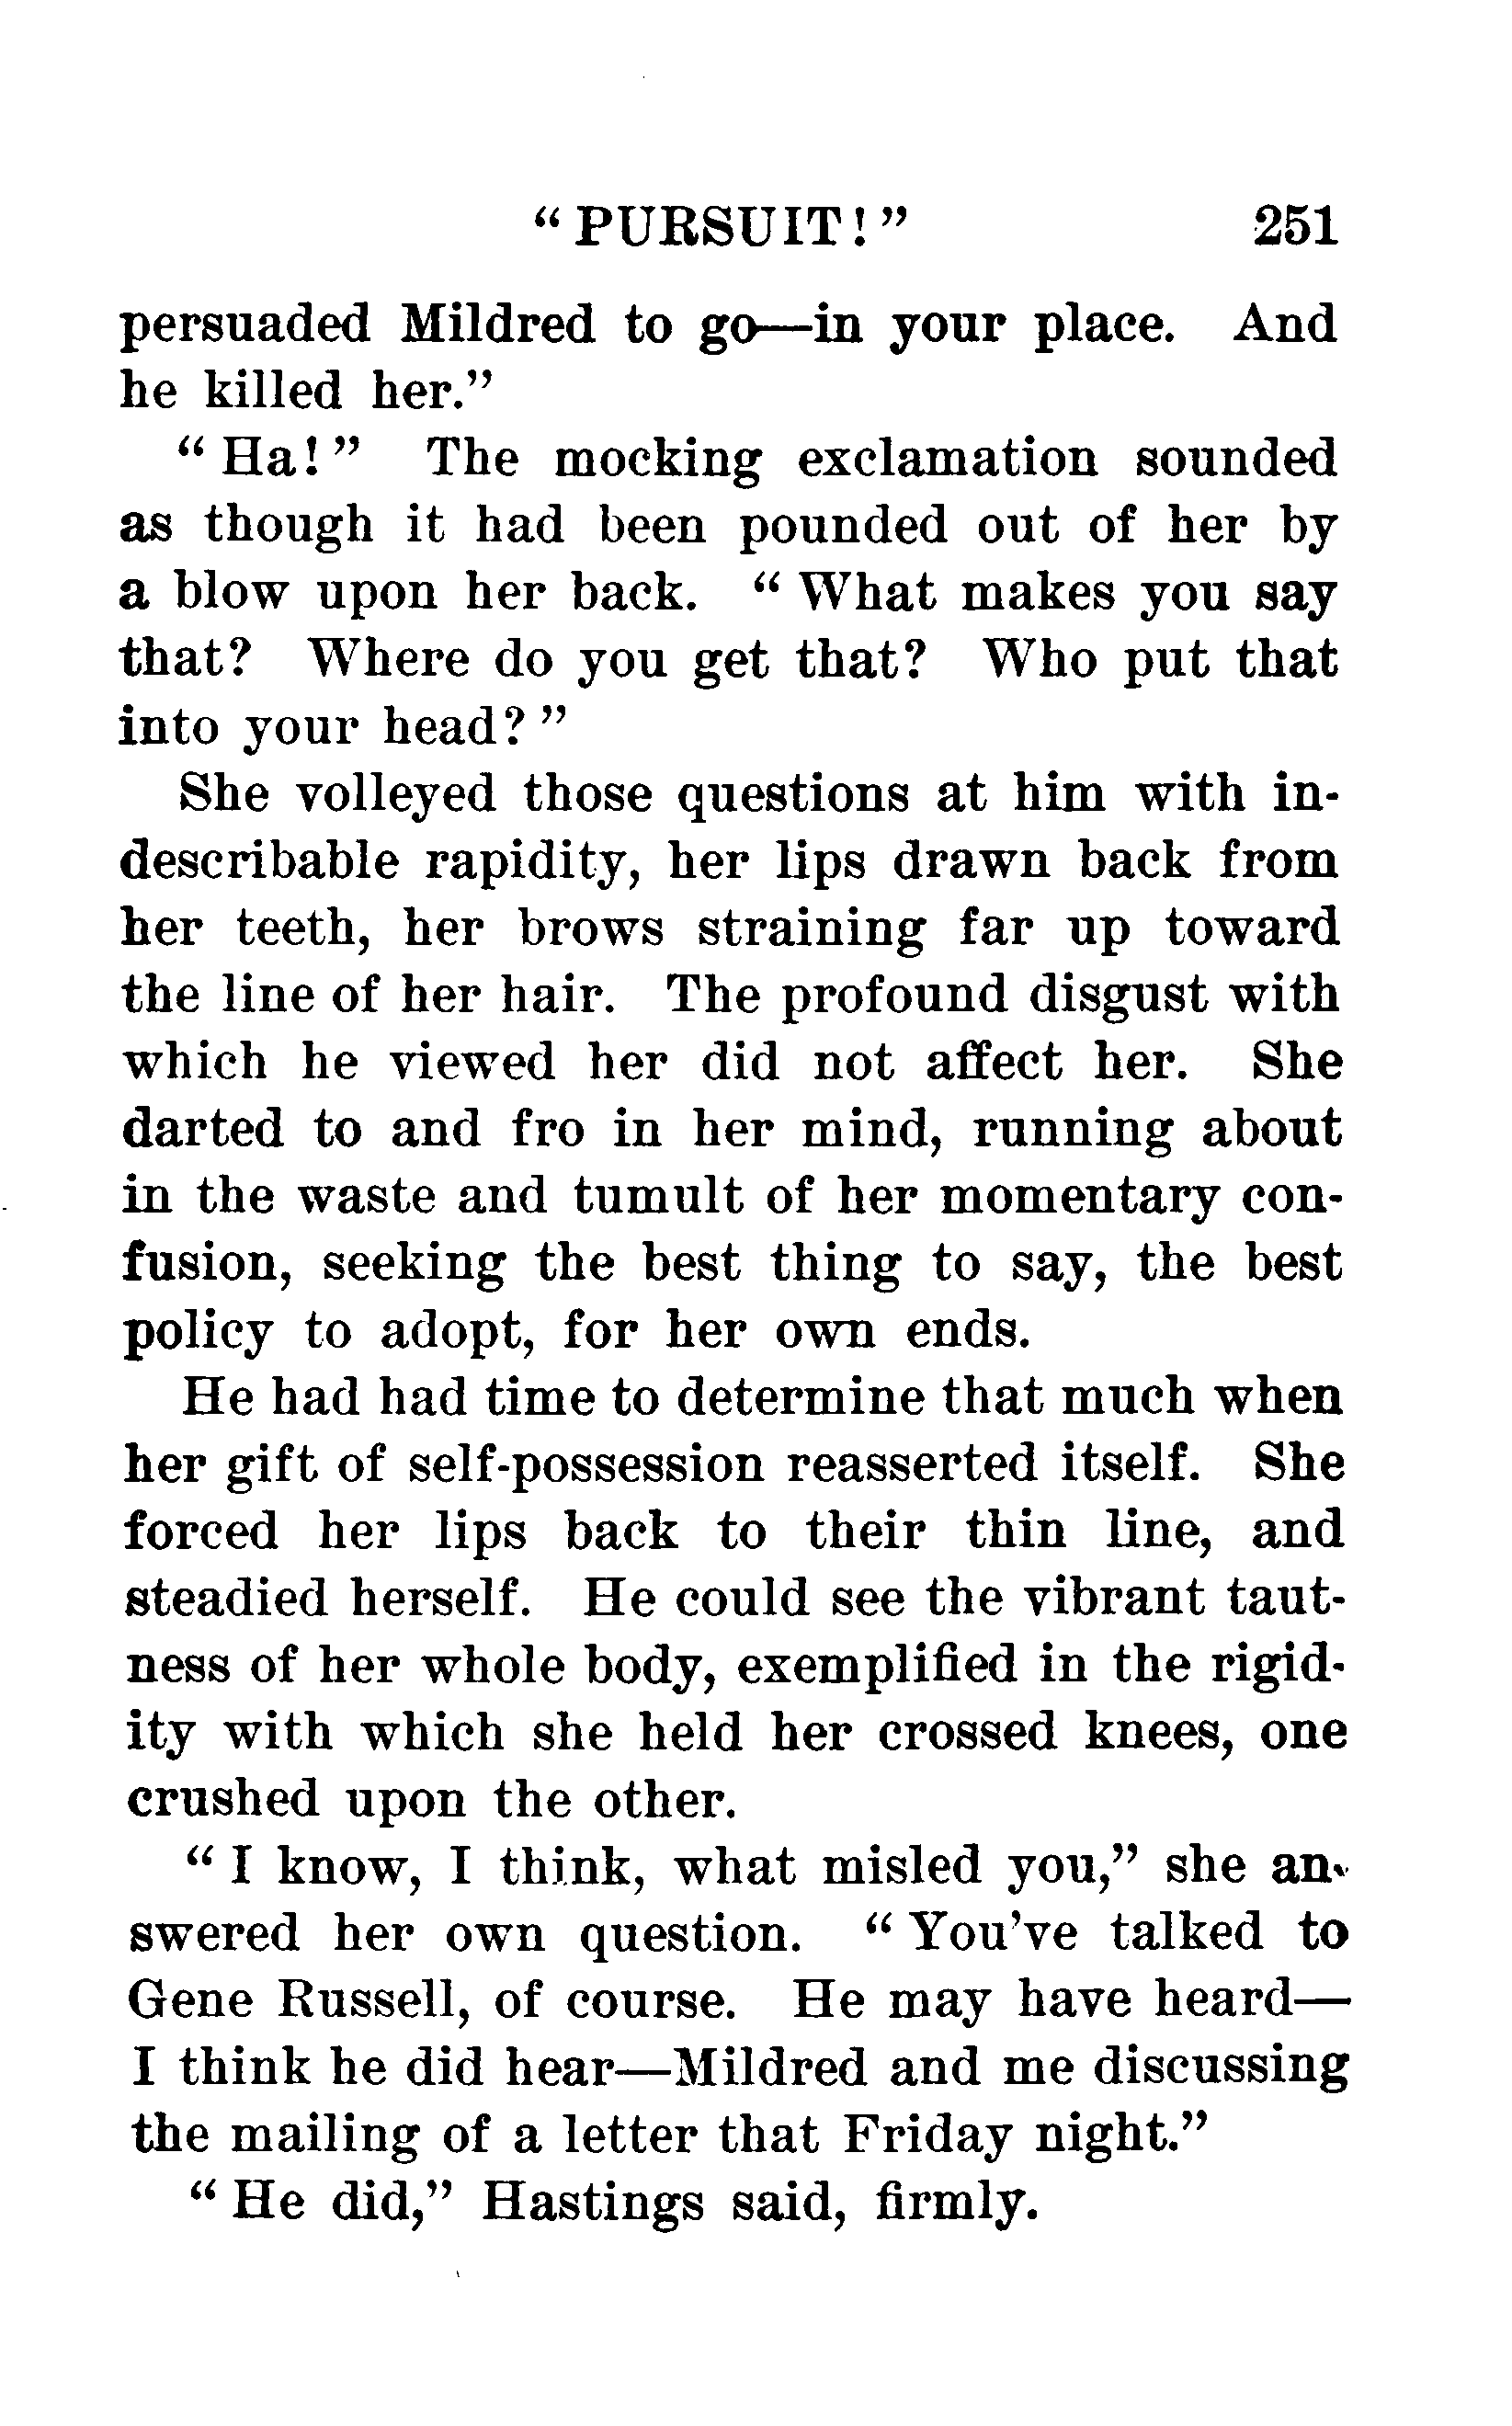 “ PURSUIT! ” 251
persuaded Mildred to go—in your place. And
he killed her.”
“ Ha! ” The mocking exclamation sounded
as though it had been pounded out of her by
a blow upon her back. “ What makes you say
that? Where do you get that? Who put that
into your head? ”
She volleyed those questions at him with in-
describable rapidity, her lips drawn back from
her teeth, her brows straining far up toward
the line of her hair. The profound disgust with
which he viewed her did not affect her. She
darted to and fro in her mind, running about
in the waste and tumult of her momentary con-
fusion, seeking the best thing to say, the best
policy to adopt, for her own ends.
He had had time to determine that much when
her gift of self-possession reasserted itself. She
forced her lips back to their thin line, and
steadied herself. He could see the vibrant taut-
ness of her whole body, exemplified in the rigid-
ity with which she held her crossed knees, one
crushed upon the other.
“ I know, I think, what misled you,” she an-
swered her own question. “ You’ve talked to
Gene Russell, of course. He may have heard—
I think he did hear—Mildred and me discussing
the mailing of a letter that Friday night.”
“ He did,” Hastings said, firmly.